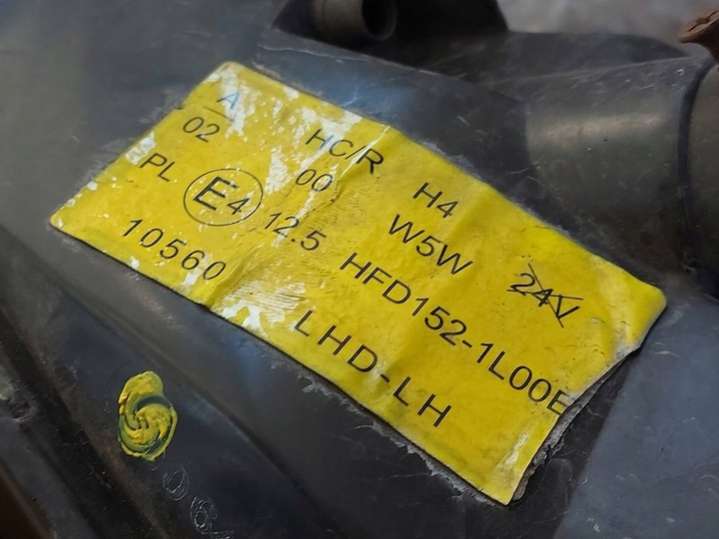 A HC/R H4
02 00 W5W 24V
PL E4 12.5 HFD152-1L00E
10560 LHD-LH